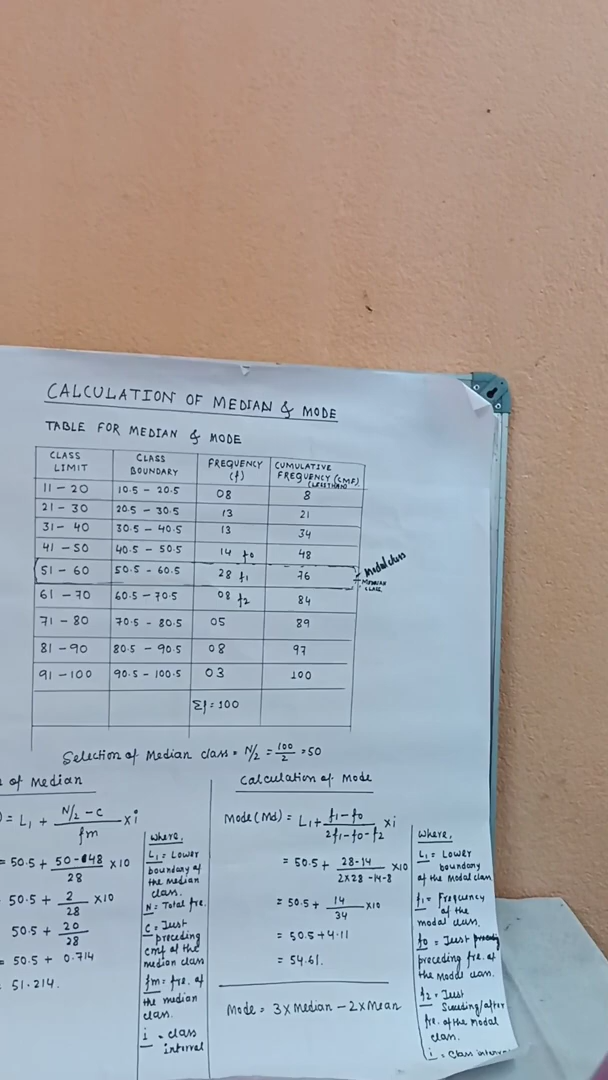 CALCULATION OF MEDIAN & MODE
TABLE FOR MEDIAN & MODE
CLASS LIMIT CLASS BOUNDARY FREQUENCY (f) CUMULATIVE FREQUENCY (CMF) (LESS THAN)
11 - 20 10.5 - 20.5 08 8
21 - 30 20.5 - 30.5 13 21
31 - 40 30.5 - 40.5 13 34
41 - 50 40.5 - 50.5 14 f0 48
51 - 60 50.5 - 60.5 28 f1 76 Modal class MEDIAN CLASS
61 - 70 60.5 - 70.5 08 f2 84
71 - 80 70.5 - 80.5 05 89
81 - 90 80.5 - 90.5 08 97
91 - 100 90.5 - 100.5 03 100
Σf = 100
Selection of Median class = N/2 = 100/2 = 50
of Median
= L1 + N/2 - C / fm × i
= 50.5 + 50 - 48 / 28 × 10
50.5 + 2/28 × 10
50.5 + 20/28
= 50.5 + 0.714
51.214.
Where,
L1 = Lower
boundary of
the median
class.
N = Total fre.
C = Just
preceding
cmf of the
median class
fm = fre. of
the median
class.
i = class
interval
Calculation of Mode
Mode (Md) = L1 + f1 - f0 / 2f1 - f0 - f2 × i
= 50.5 + 28 - 14 / 2 × 28 - 14 - 8 × 10
= 50.5 + 14/34 × 10
= 50.5 + 4.11
= 54.61.
Mode = 3 × Median - 2 × Mean
Where,
L1 = Lower
boundary
of the Modal class
f1 = Frequency
of the
modal class.
f0 = Just
preceding fre. of
the Modal class.
f2 = Just
Suceeding/after
fre. of the Modal
class.
i = Class interv